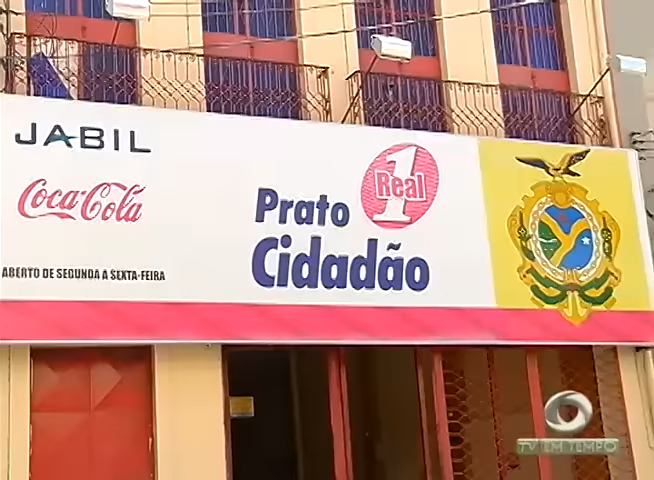 JABIL
Coca-Cola
ABERTO DE SEGUNDA A SEXTA-FEIRA
1
Real
Prato
Cidadão
TV EM TEMPO